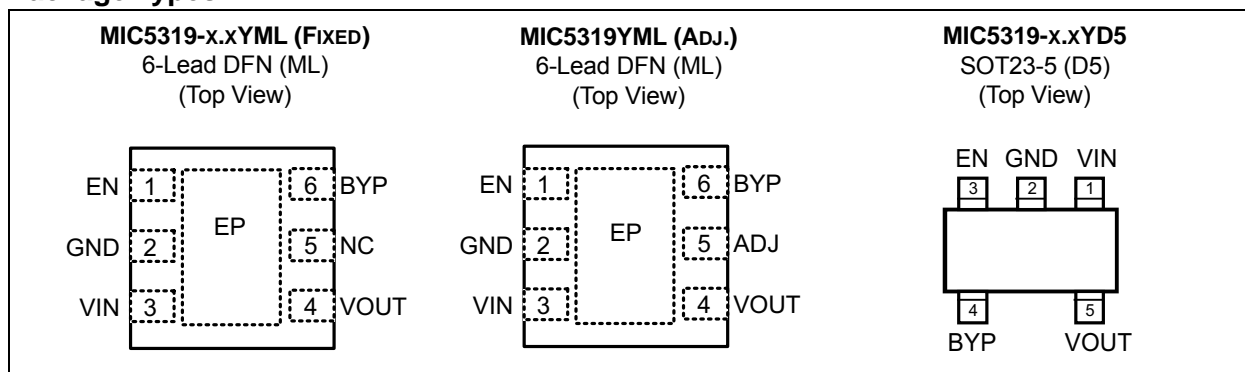 MIC5319-x.xYML (FIXED)
6-Lead DFN (ML)
(Top View)
EN 1 6 BYP
EP
GND 2 5 NC
VIN 3 4 VOUT
MIC5319YML (ADJ.)
6-Lead DFN (ML)
(Top View)
EN 1 6 BYP
EP
GND 2 5 ADJ
VIN 3 4 VOUT
MIC5319-x.xYD5
SOT23-5 (D5)
(Top View)
EN GND VIN
3 2 1
4 5
BYP VOUT